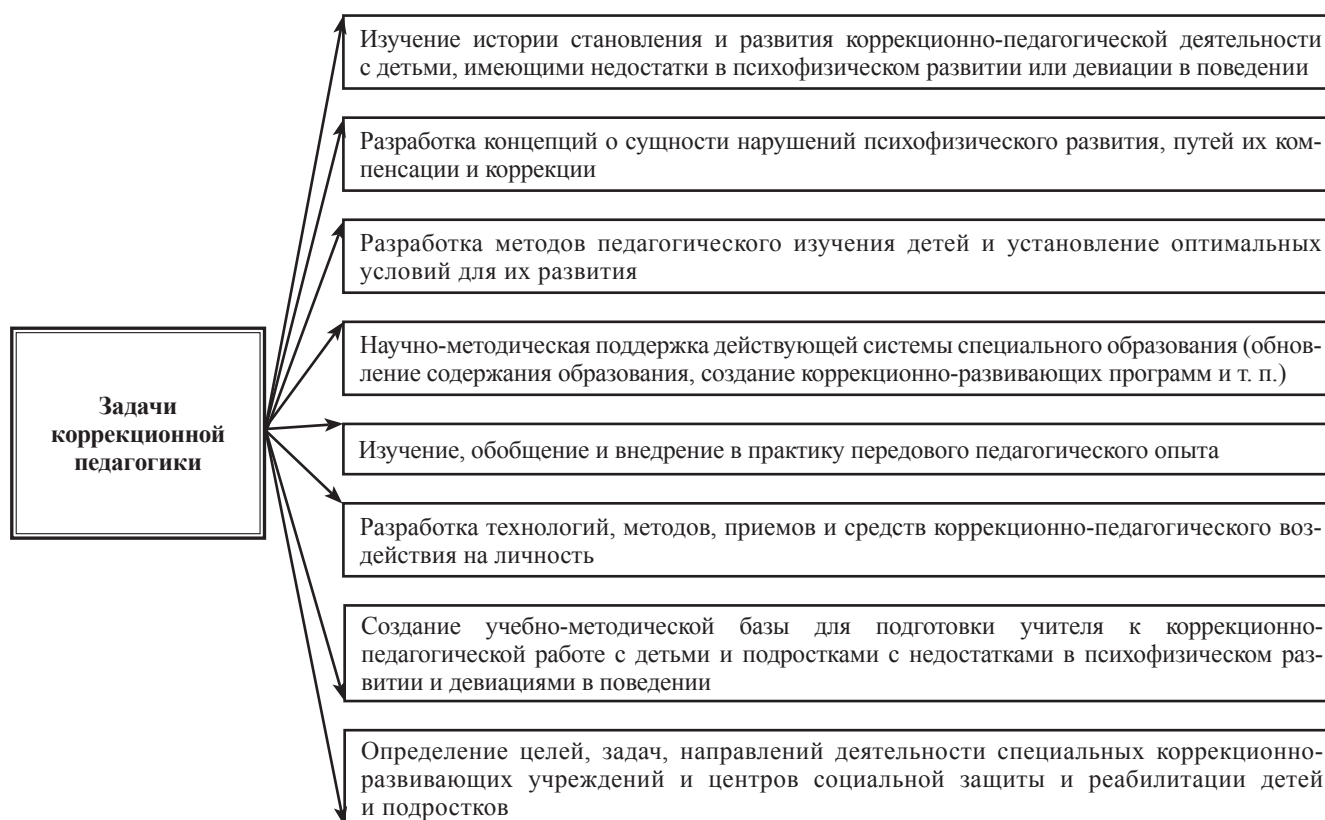 Изучение истории становления и развития коррекционно-педагогической деятельности
с детьми, имеющими недостатки в психофизическом развитии или девиации в поведении
Разработка концепций о сущности нарушений психофизического развития, путей их ком-
пенсации и коррекции
Разработка методов педагогического изучения детей и установление оптимальных
условий для их развития
Задачи
коррекционной
педагогики
Научно-методическая поддержка действующей системы специального образования (обнов-
ление содержания образования, создание коррекционно-развивающих программ и т. п.)
Изучение, обобщение и внедрение в практику передового педагогического опыта
Разработка технологий, методов, приемов и средств коррекционно-педагогического воз-
действия на личность
Создание учебно-методической базы для подготовки учителя к коррекционно-
педагогической работе с детьми и подростками с недостатками в психофизическом раз-
витии и девиациями в поведении
Определение целей, задач, направлений деятельности специальных коррекционно-
развивающих учреждений и центров социальной защиты и реабилитации детей
и подростков